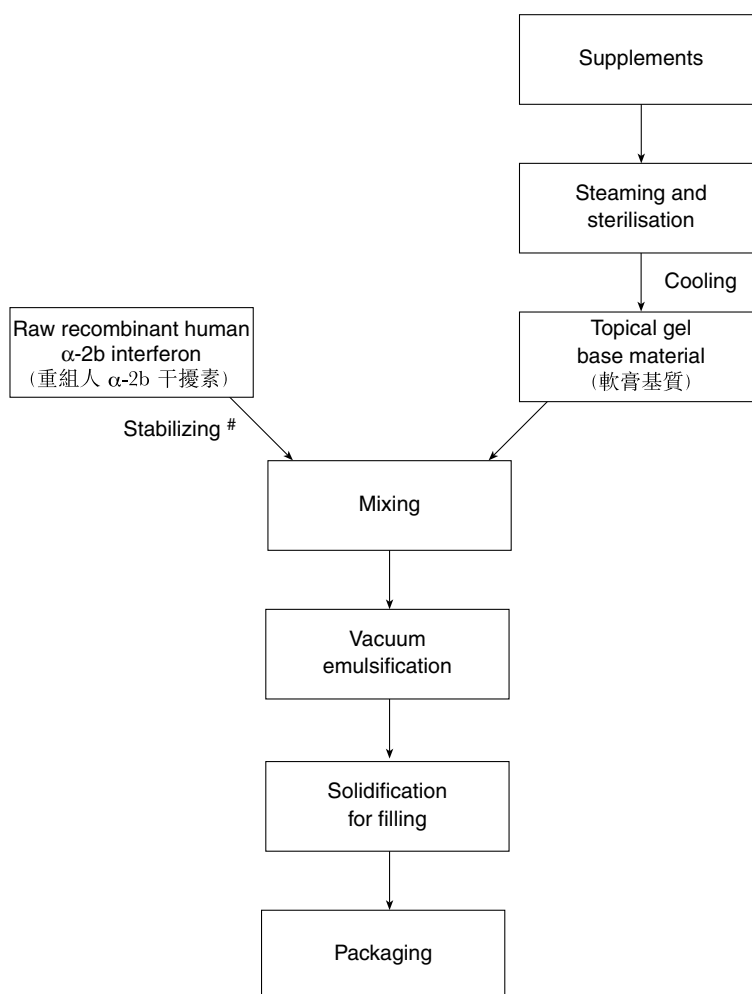 Supplements
Steaming and
sterilisation
Cooling
Raw recombinant human
α-2b interferon
(重組人 α-2b 干擾素)
Topical gel
base material
(軟膏基質)
Stabilizing #
Mixing
Vacuum
emulsification
Solidification
for filling
Packaging